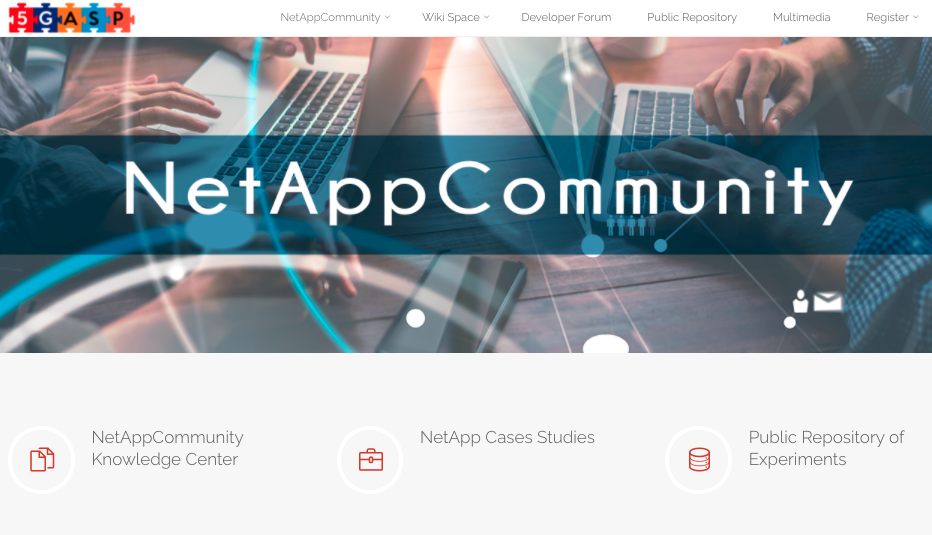 5GASP
NetAppCommunity
Wiki Space
Developer Forum
Public Repository
Multimedia
Register
NetAppCommunity
NetAppCommunity
Knowledge Center
NetApp Cases Studies
Public Repository of
Experiments